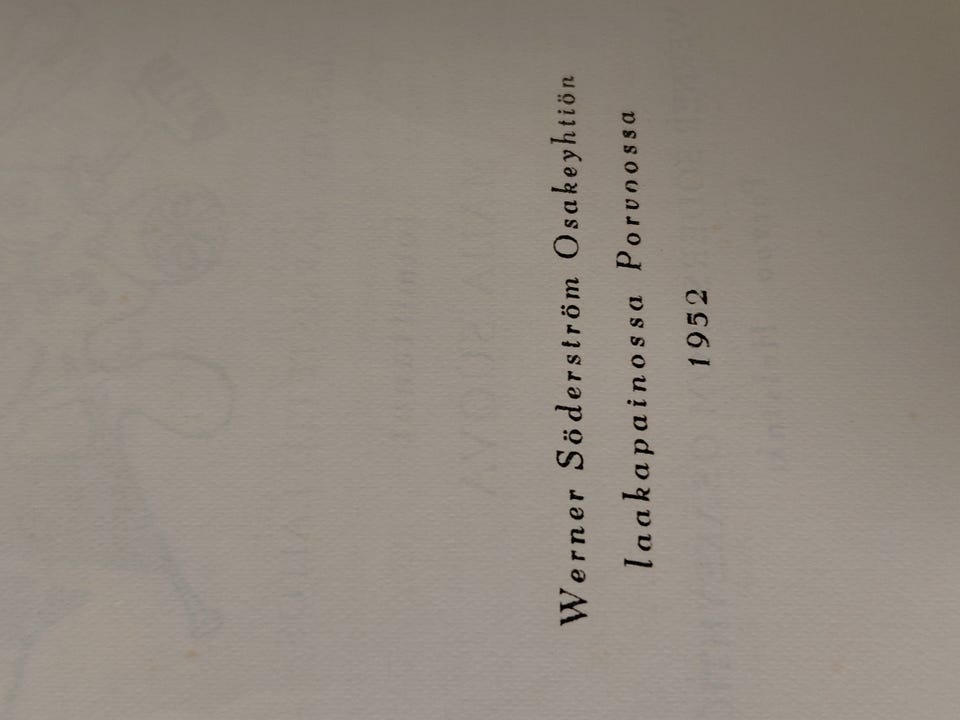 Werner Söderström Osakeyhtiön
laakapainossa Porvoossa
1952